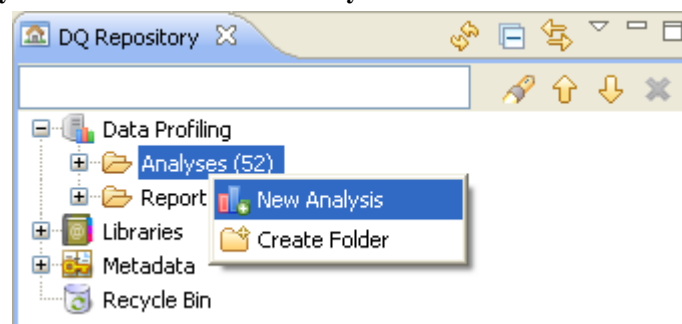 DQ Repository
Data Profiling
Analyses (52)
Report
New Analysis
Libraries
Create Folder
Metadata
Recycle Bin